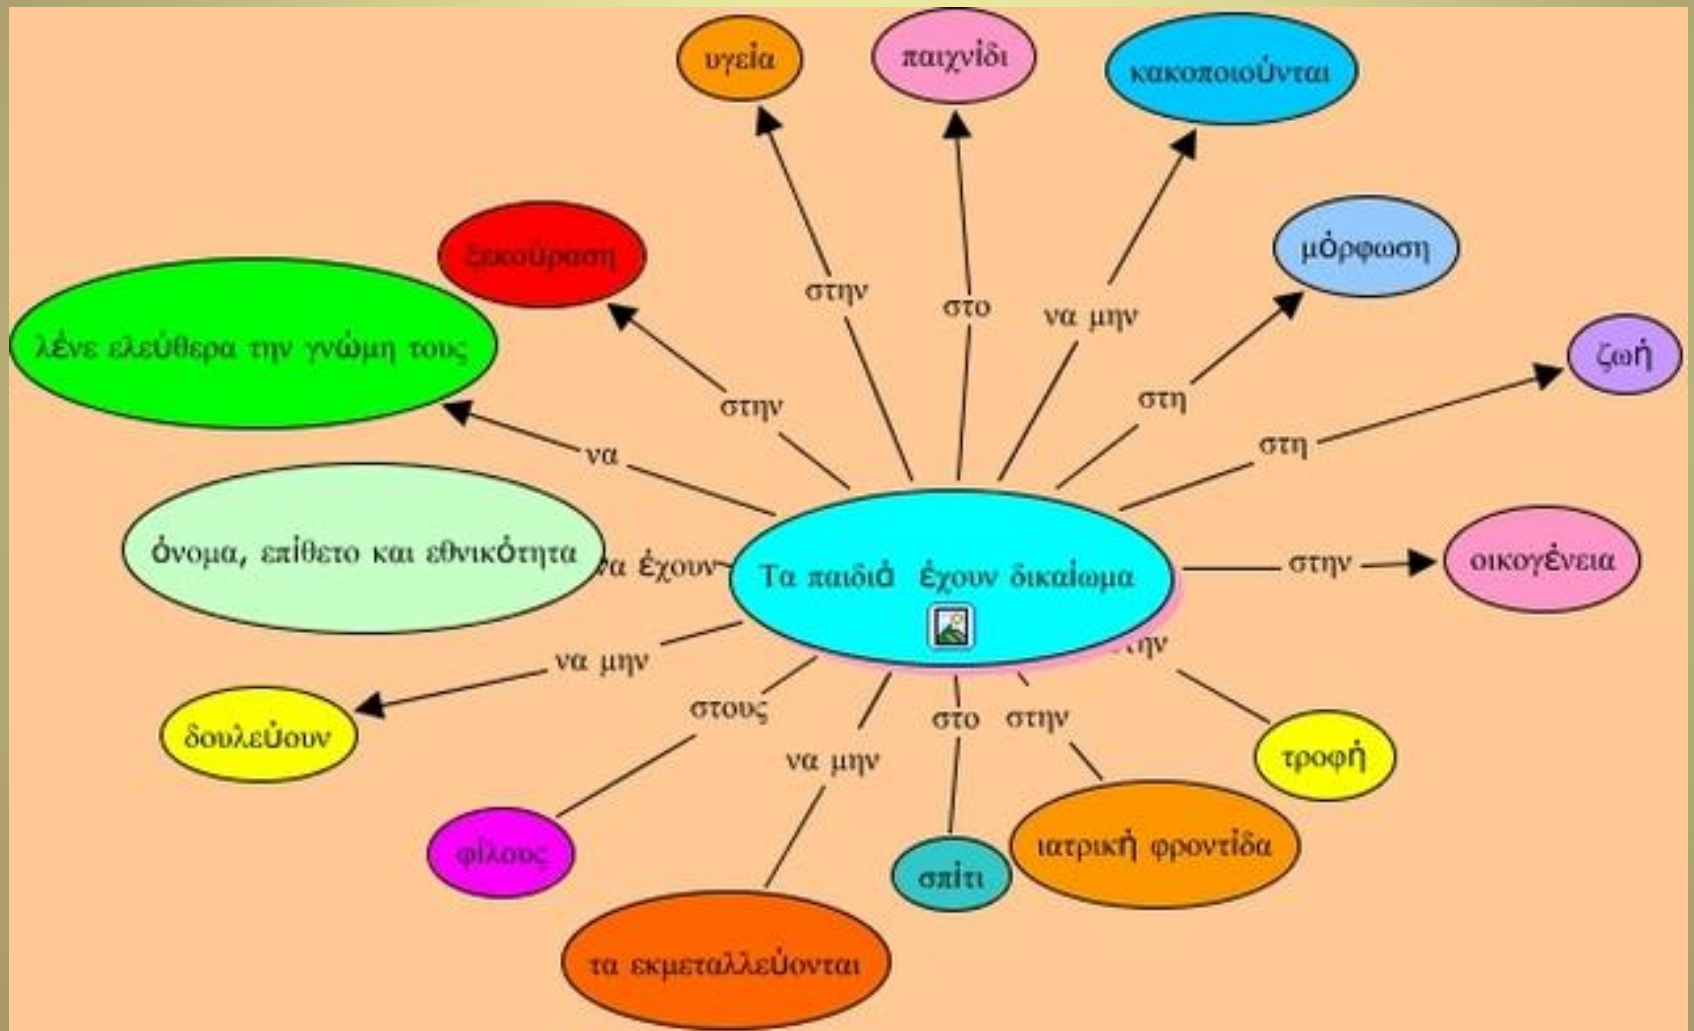 υγεία
παιχνίδι
κακοποιούνται
ξεκούραση
μόρφωση
στην
στο
να μην
λένε ελεύθερα την γνώμη τους
ζωή
στην
στη
να
στη
όνομα, επίθετο και εθνικότητα
να έχουν
Τα παιδιά έχουν δικαίωμα
στην
οικογένεια
να μην
στην
δουλεύουν
στους
στο
στην
να μην
τροφή
φίλους
σπίτι
ιατρική φροντίδα
τα εκμεταλλεύονται